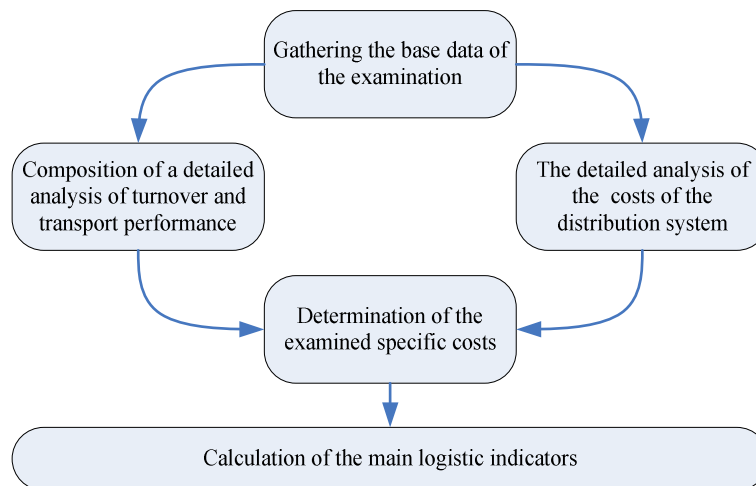 Gathering the base data of
the examination
Composition of a detailed
analysis of turnover and
transport performance
The detailed analysis of
the costs of the
distribution system
Determination of the
examined specific costs
Calculation of the main logistic indicators